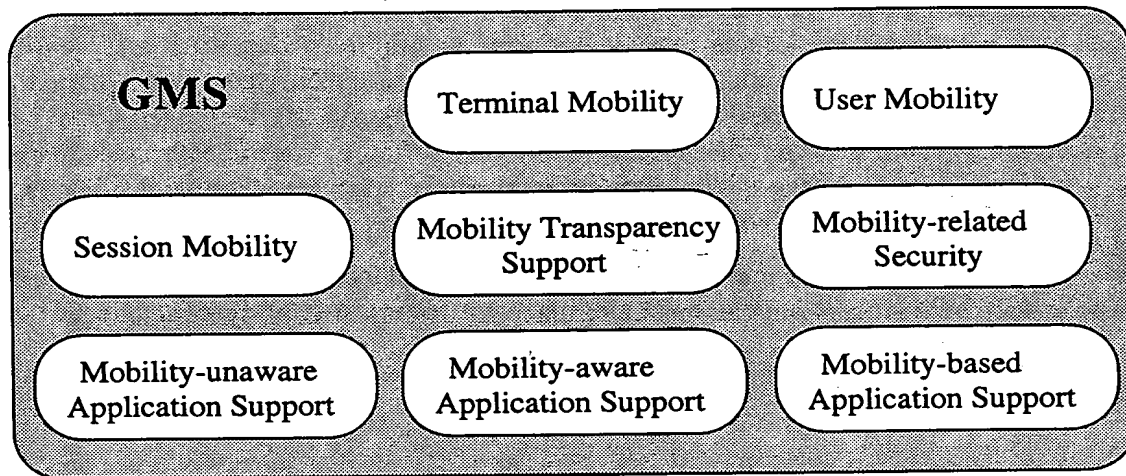 GMS
Terminal Mobility
User Mobility
Session Mobility
Mobility Transparency
Support
Mobility-related
Security
Mobility-unaware
Application Support
Mobility-aware
Application Support
Mobility-based
Application Support